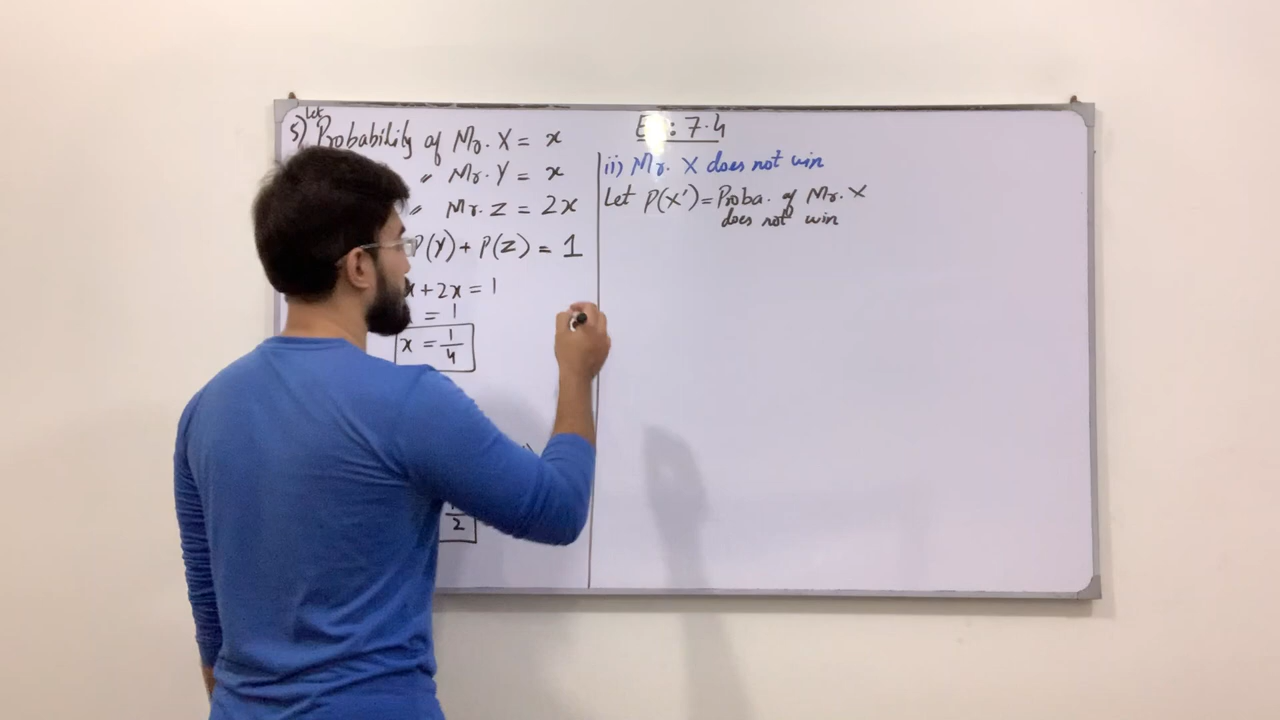 Ex: 7.4
Let
5) Probability of Mr. X = x
" Mr. Y = x
" Mr. Z = 2x
P(Y) + P(Z) = 1
x + 2x = 1
= 1
x = 1/4
2
ii) Mr. X does not win
Let P(X') = Proba. of Mr. X
does not win